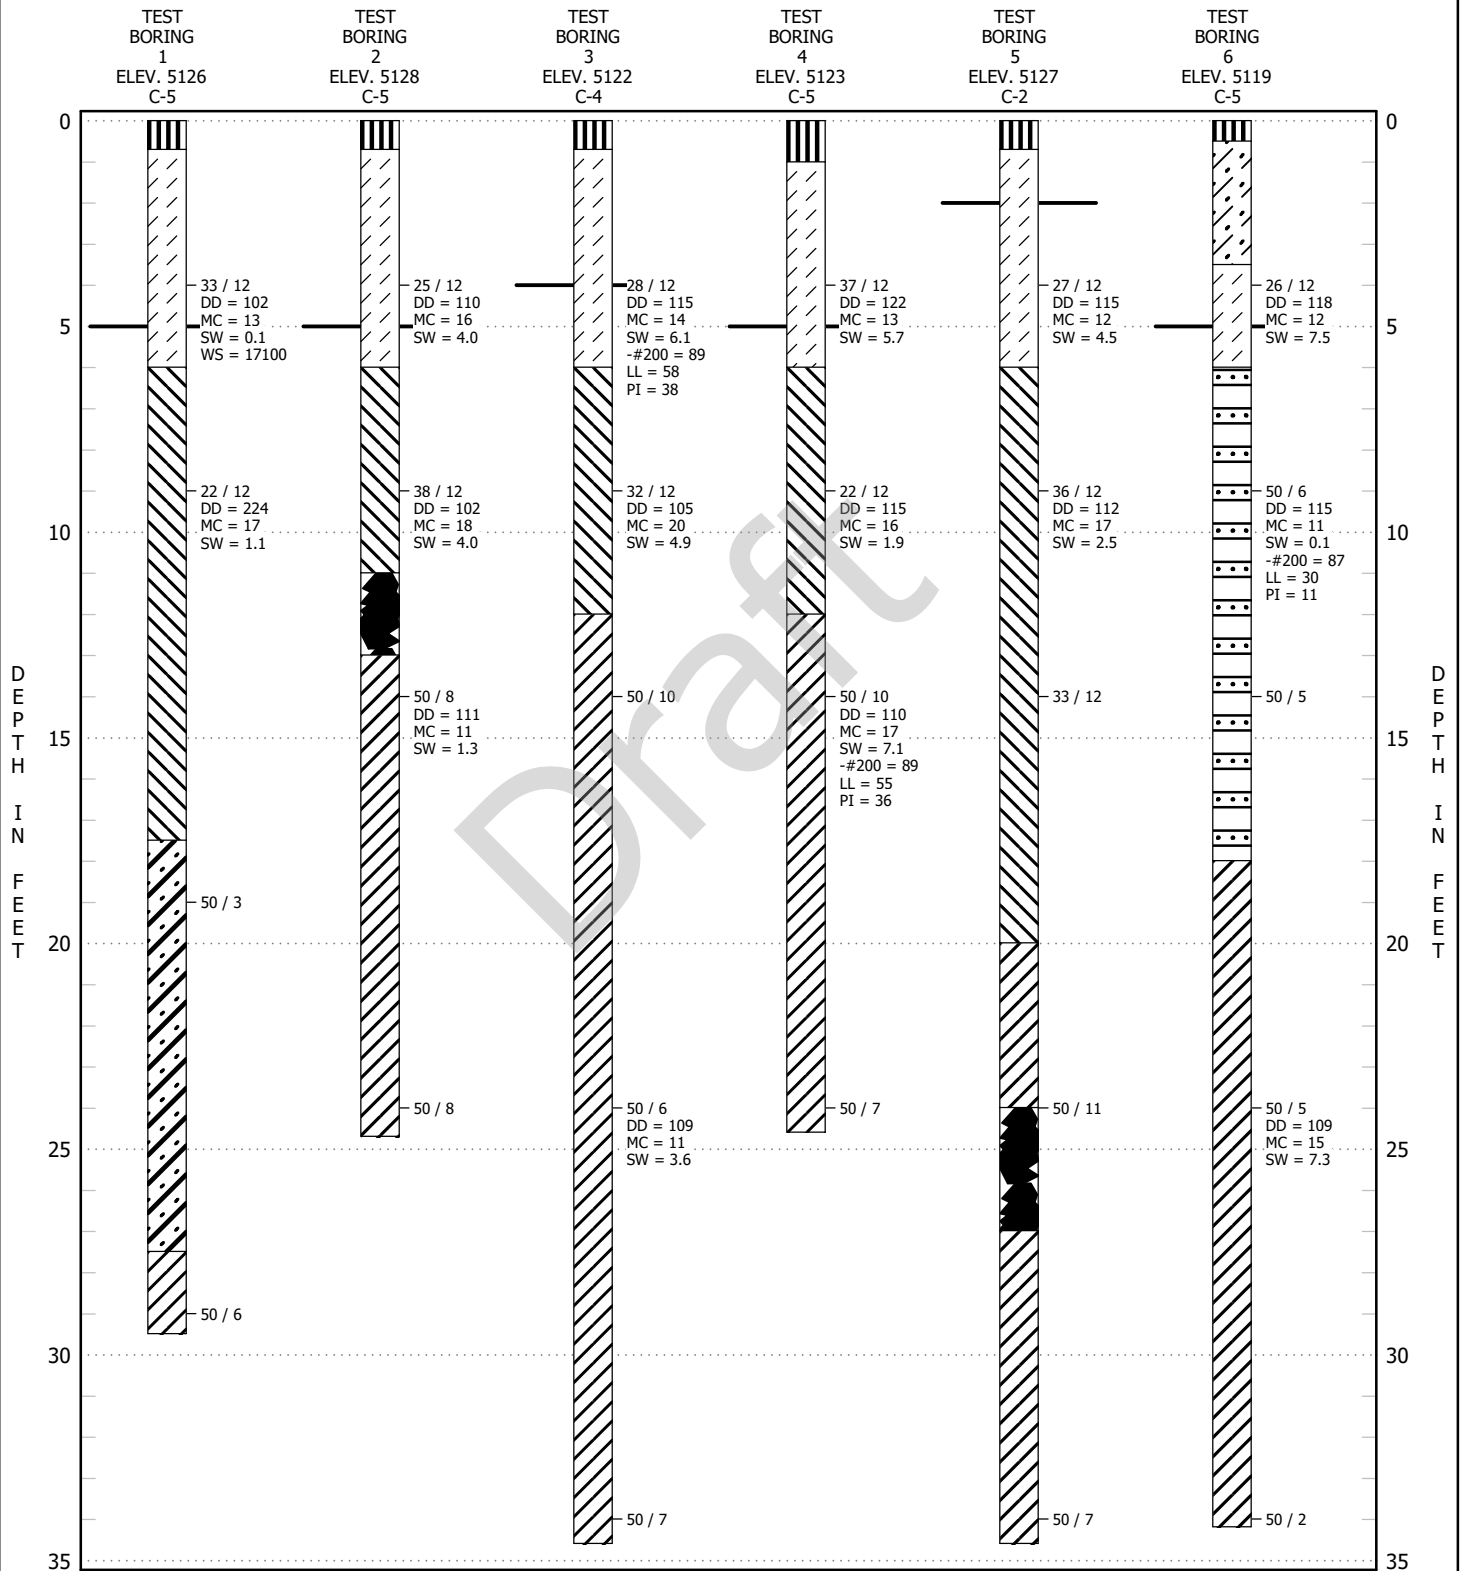 TEST
BORING
1
ELEV. 5126
C-5
TEST
BORING
2
ELEV. 5128
C-5
TEST
BORING
3
ELEV. 5122
C-4
TEST
BORING
4
ELEV. 5123
C-5
TEST
BORING
5
ELEV. 5127
C-2
TEST
BORING
6
ELEV. 5119
C-5
DEPTH IN FEET
0
5
10
15
20
25
30
35
33 / 12
DD = 102
MC = 13
SW = 0.1
WS = 17100
22 / 12
DD = 224
MC = 17
SW = 1.1
50 / 3
50 / 6
25 / 12
DD = 110
MC = 16
SW = 4.0
38 / 12
DD = 102
MC = 18
SW = 4.0
50 / 8
DD = 111
MC = 11
SW = 1.3
50 / 8
28 / 12
DD = 115
MC = 14
SW = 6.1
-#200 = 89
LL = 58
PI = 38
32 / 12
DD = 105
MC = 20
SW = 4.9
50 / 10
50 / 6
DD = 109
MC = 11
SW = 3.6
50 / 7
37 / 12
DD = 122
MC = 13
SW = 5.7
22 / 12
DD = 115
MC = 16
SW = 1.9
50 / 10
DD = 110
MC = 17
SW = 7.1
-#200 = 89
LL = 55
PI = 36
50 / 7
27 / 12
DD = 115
MC = 12
SW = 4.5
36 / 12
DD = 112
MC = 17
SW = 2.5
33 / 12
50 / 11
50 / 7
26 / 12
DD = 118
MC = 12
SW = 7.5
50 / 6
DD = 115
MC = 11
SW = 0.1
-#200 = 87
LL = 30
PI = 11
50 / 5
50 / 5
DD = 109
MC = 15
SW = 7.3
50 / 2
0
5
10
15
20
25
30
35
DEPTH IN FEET
Draft